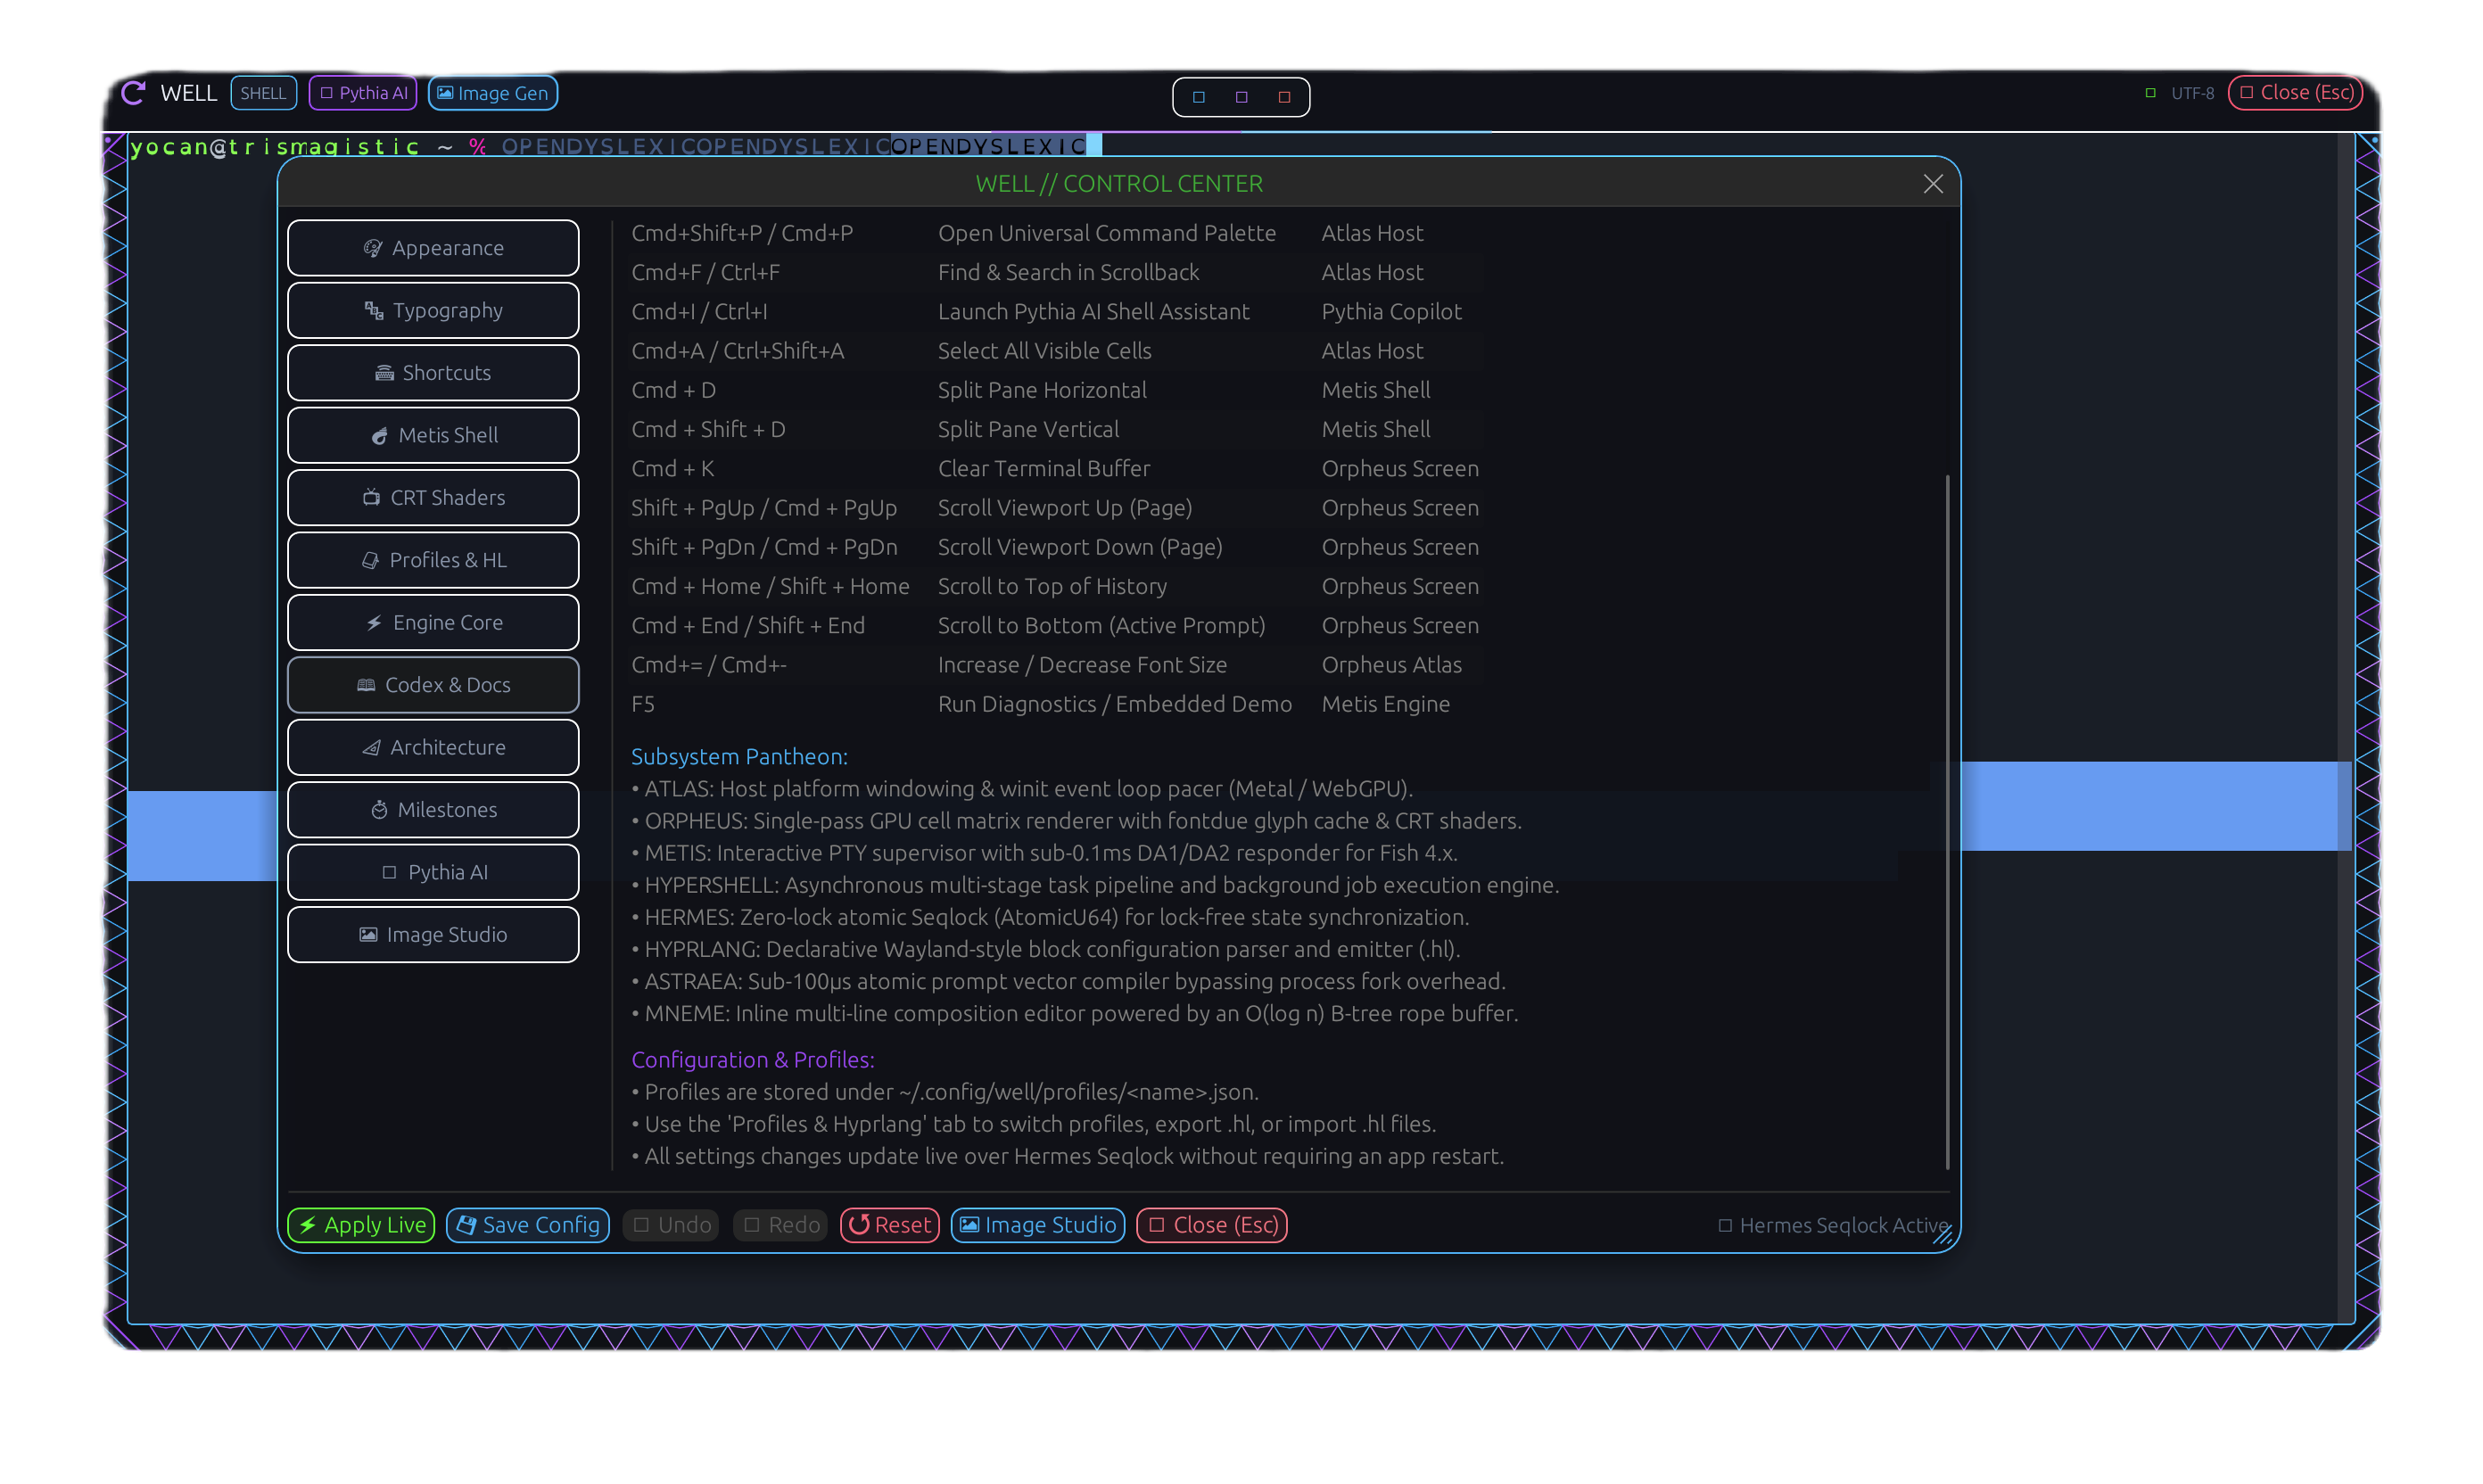 WELL SHELL Pythia AI Image Gen UTF-8 Close (Esc)
yocan@trismagistic ~ % OPENDYSLEXICOPENDYSLEXICOPENDYSLEXIC
WELL // CONTROL CENTER
Appearance
Typography
Shortcuts
Metis Shell
CRT Shaders
Profiles & HL
Engine Core
Codex & Docs
Architecture
Milestones
Pythia AI
Image Studio
Cmd+Shift+P / Cmd+P Open Universal Command Palette Atlas Host
Cmd+F / Ctrl+F Find & Search in Scrollback Atlas Host
Cmd+I / Ctrl+I Launch Pythia AI Shell Assistant Pythia Copilot
Cmd+A / Ctrl+Shift+A Select All Visible Cells Atlas Host
Cmd + D Split Pane Horizontal Metis Shell
Cmd + Shift + D Split Pane Vertical Metis Shell
Cmd + K Clear Terminal Buffer Orpheus Screen
Shift + PgUp / Cmd + PgUp Scroll Viewport Up (Page) Orpheus Screen
Shift + PgDn / Cmd + PgDn Scroll Viewport Down (Page) Orpheus Screen
Cmd + Home / Shift + Home Scroll to Top of History Orpheus Screen
Cmd + End / Shift + End Scroll to Bottom (Active Prompt) Orpheus Screen
Cmd+= / Cmd+- Increase / Decrease Font Size Orpheus Atlas
F5 Run Diagnostics / Embedded Demo Metis Engine
Subsystem Pantheon:
• ATLAS: Host platform windowing & winit event loop pacer (Metal / WebGPU).
• ORPHEUS: Single-pass GPU cell matrix renderer with fontdue glyph cache & CRT shaders.
• METIS: Interactive PTY supervisor with sub-0.1ms DA1/DA2 responder for Fish 4.x.
• HYPERSHELL: Asynchronous multi-stage task pipeline and background job execution engine.
• HERMES: Zero-lock atomic Seqlock (AtomicU64) for lock-free state synchronization.
• HYPRLANG: Declarative Wayland-style block configuration parser and emitter (.hl).
• ASTRAEA: Sub-100µs atomic prompt vector compiler bypassing process fork overhead.
• MNEME: Inline multi-line composition editor powered by an O(log n) B-tree rope buffer.
Configuration & Profiles:
• Profiles are stored under ~/.config/well/profiles/<name>.json.
• Use the 'Profiles & Hyprlang' tab to switch profiles, export .hl, or import .hl files.
• All settings changes update live over Hermes Seqlock without requiring an app restart.
Apply Live Save Config Undo Redo Reset Image Studio Close (Esc) Hermes Seqlock Active